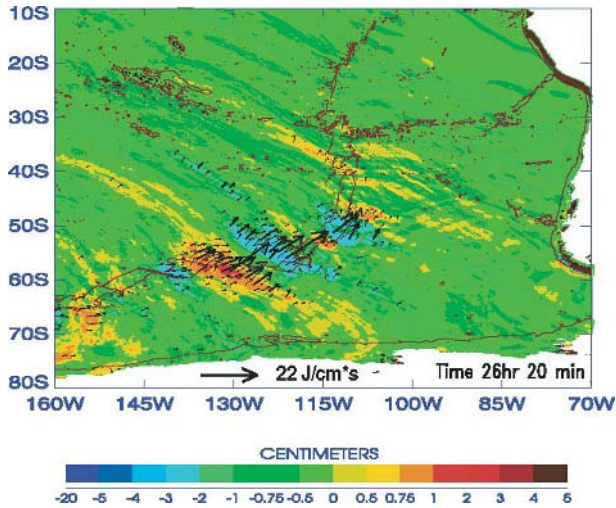 10S
20S
30S
40S
50S
60S
70S
80S
22 J/cm*s
Time 26hr 20 min
160W 145W 130W 115W 100W 85W 70W
CENTIMETERS
-20 -5 -4 -3 -2 -1 -0.75 -0.5 0 0.5 0.75 1 2 3 4 5